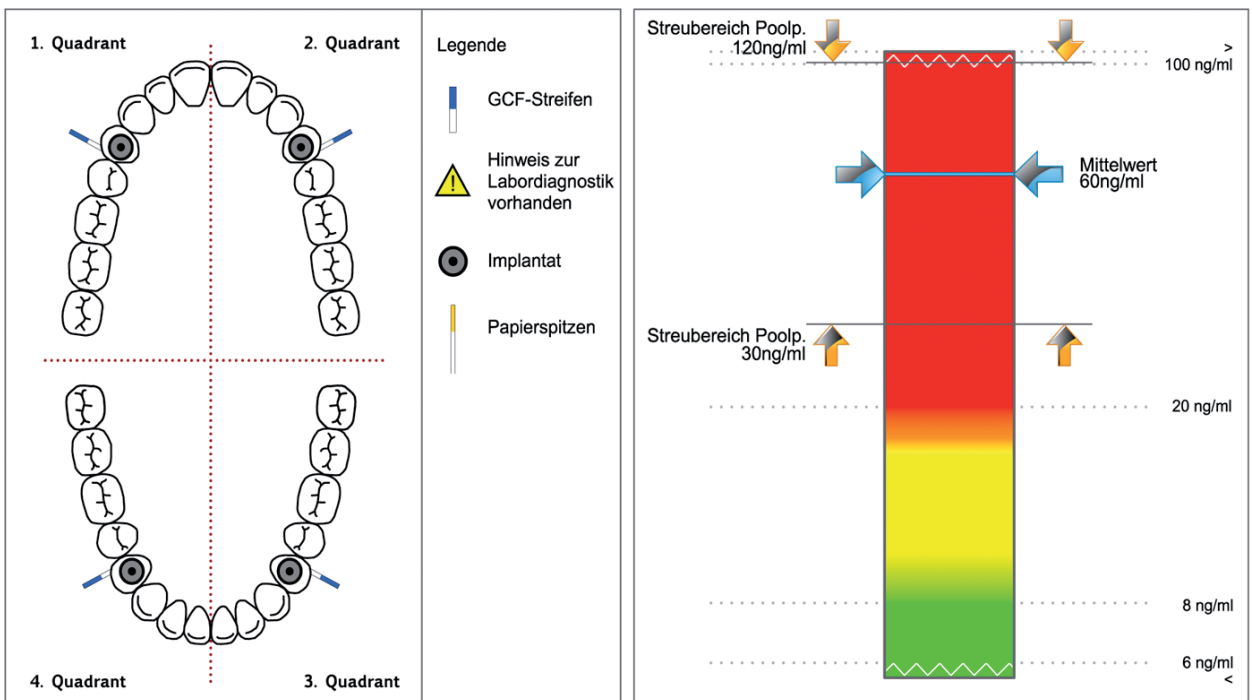 1. Quadrant
2. Quadrant
4. Quadrant
3. Quadrant
Legende
GCF-Streifen
Hinweis zur
Labordiagnostik
vorhanden
!
Implantat
Papierspitzen
Streubereich Poolp.
120ng/ml
>
100 ng/ml
Mittelwert
60ng/ml
Streubereich Poolp.
30ng/ml
20 ng/ml
8 ng/ml
6 ng/ml
<